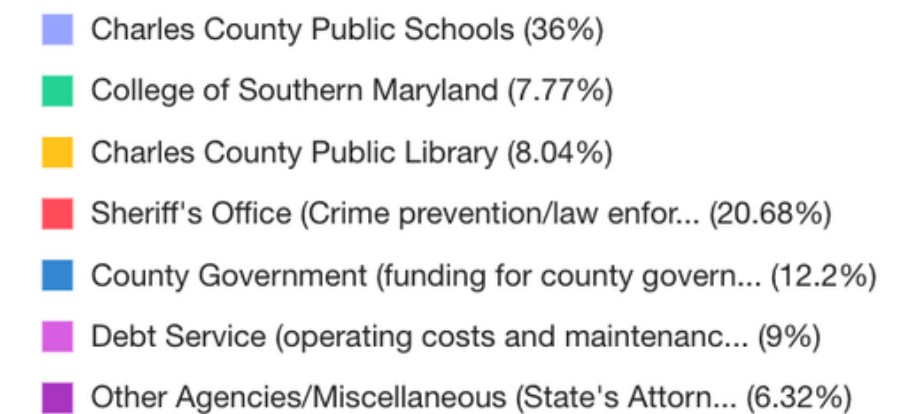 Charles County Public Schools (36%)
College of Southern Maryland (7.77%)
Charles County Public Library (8.04%)
Sheriff's Office (Crime prevention/law enfor... (20.68%)
County Government (funding for county govern... (12.2%)
Debt Service (operating costs and maintenanc... (9%)
Other Agencies/Miscellaneous (State's Attorn... (6.32%)